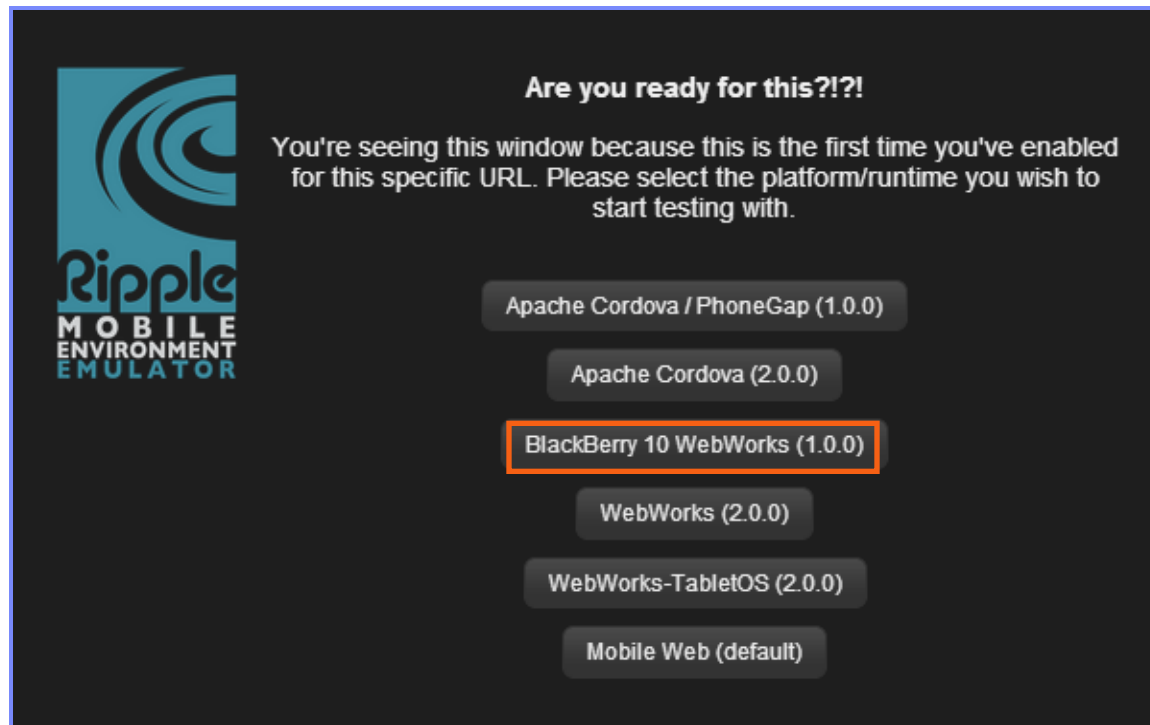 Ripple
MOBILE
ENVIRONMENT
EMULATOR
Are you ready for this?!?!
You're seeing this window because this is the first time you've enabled
for this specific URL. Please select the platform/runtime you wish to
start testing with.
Apache Cordova / PhoneGap (1.0.0)
Apache Cordova (2.0.0)
BlackBerry 10 WebWorks (1.0.0)
WebWorks (2.0.0)
WebWorks-TabletOS (2.0.0)
Mobile Web (default)